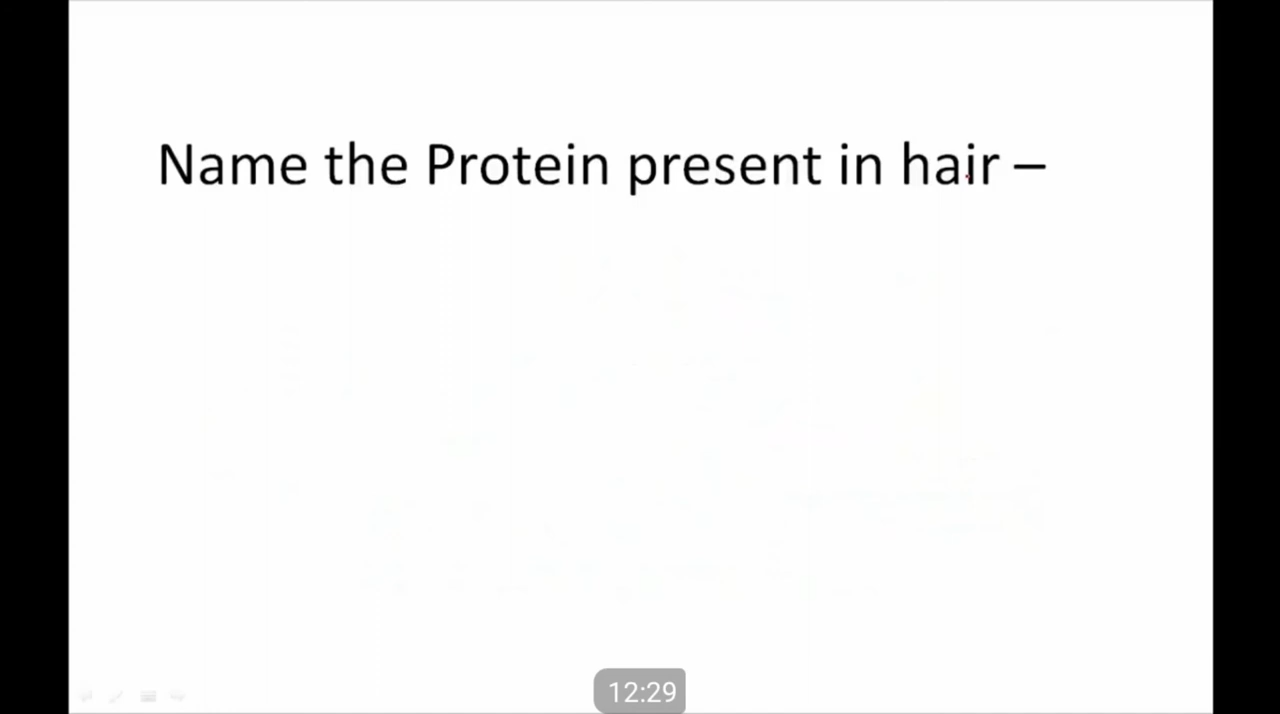 Name the Protein present in hair –
12:29